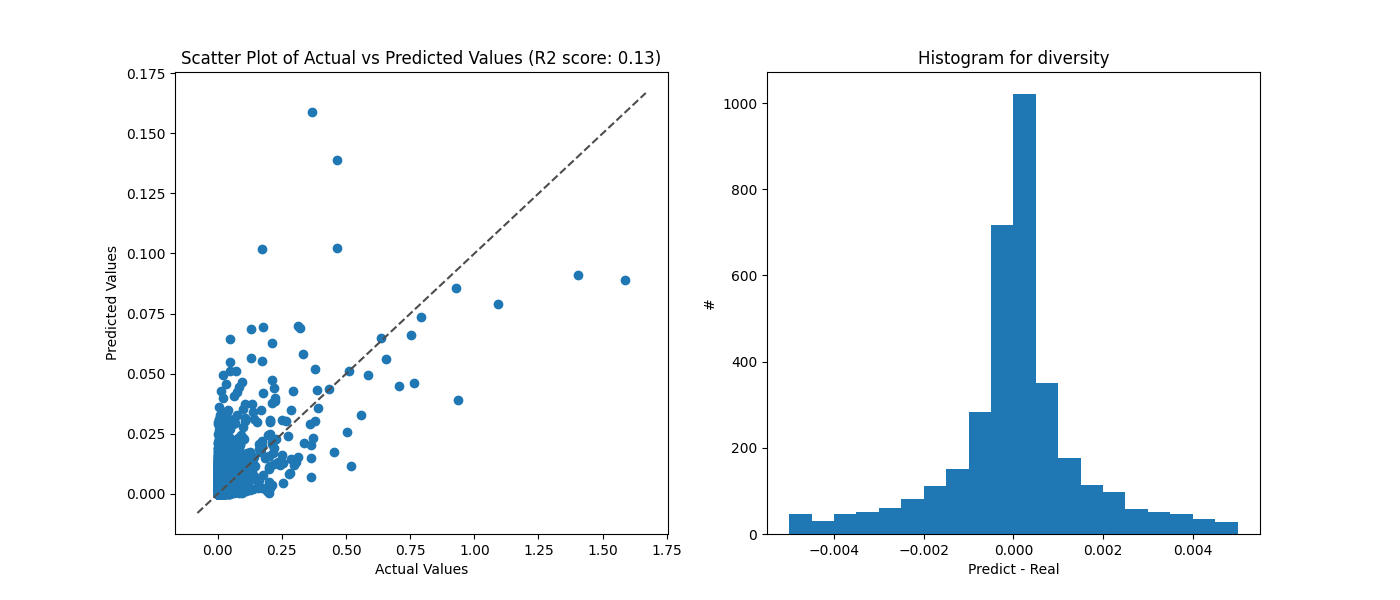 Scatter Plot of Actual vs Predicted Values (R2 score: 0.13)
0.175
0.150
0.125
0.100
0.075
0.050
0.025
0.000
Predicted Values
0.00 0.25 0.50 0.75 1.00 1.25 1.50 1.75
Actual Values
Histogram for diversity
1000
800
600
400
200
0
#
−0.004 −0.002 0.000 0.002 0.004
Predict - Real